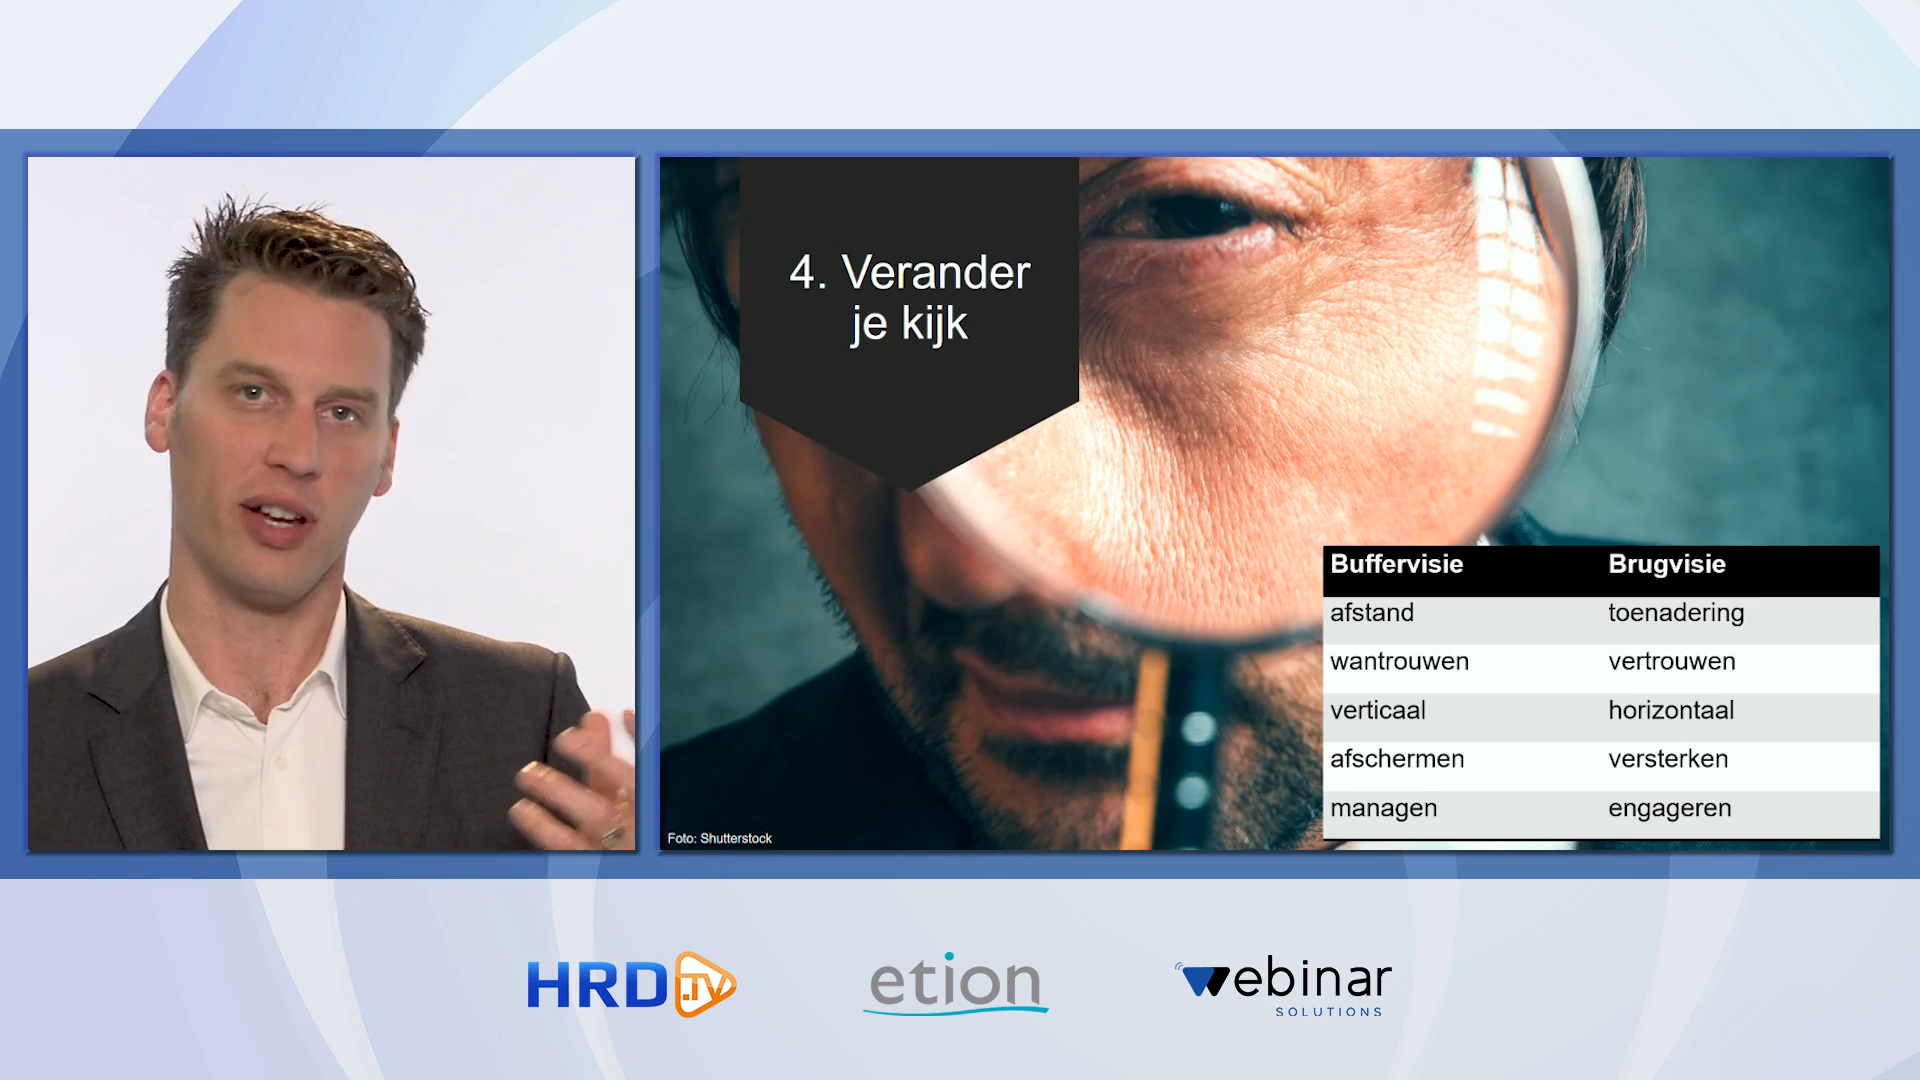 4. Verander
je kijk
Buffervisie Brugvisie
afstand toenadering
wantrouwen vertrouwen
verticaal horizontaal
afschermen versterken
managen engageren
Foto: Shutterstock
HRD.TV
etion
webinar
SOLUTIONS